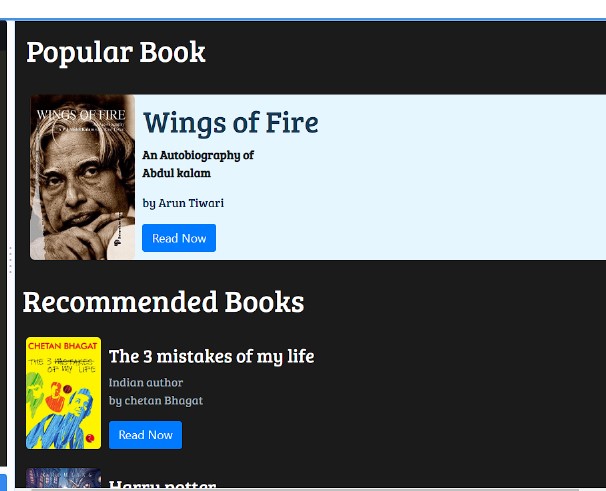 Popular Book
WINGS OF FIRE
Wings of Fire
An Autobiography of
Abdul kalam
by Arun Tiwari
Read Now
Recommended Books
CHETAN BHAGAT
THE 3 MISTAKES
OF MY LIFE
The 3 mistakes of my life
Indian author
by chetan Bhagat
Read Now
Harry potter